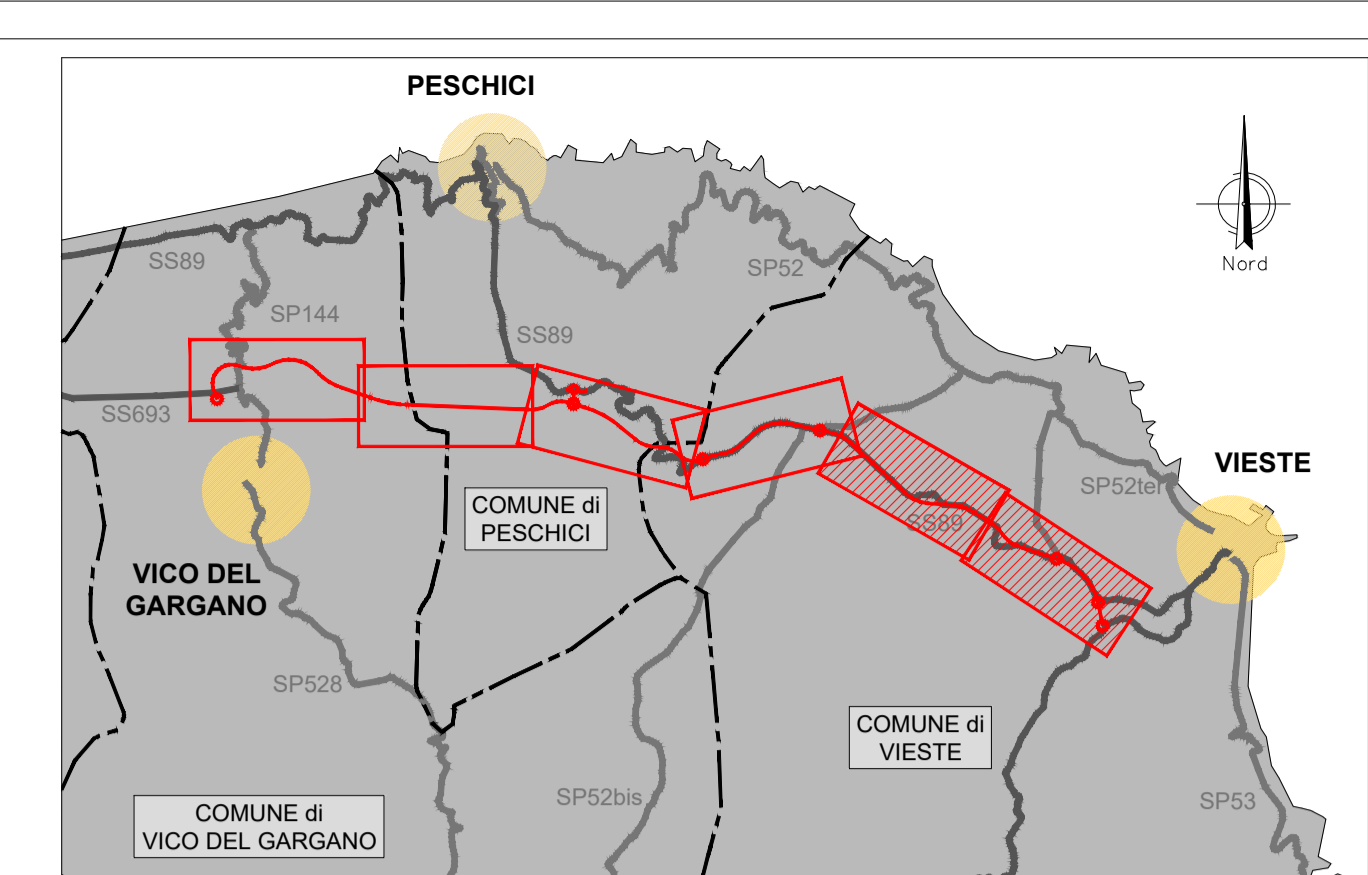 PESCHICI
Nord
SS89
SP52
SP144
SS89
SS693
VIESTE
SP52ter
COMUNE di
PESCHICI
SS89
VICO DEL
GARGANO
SP528
COMUNE di
VIESTE
SP52bis
SP53
COMUNE di
VICO DEL GARGANO